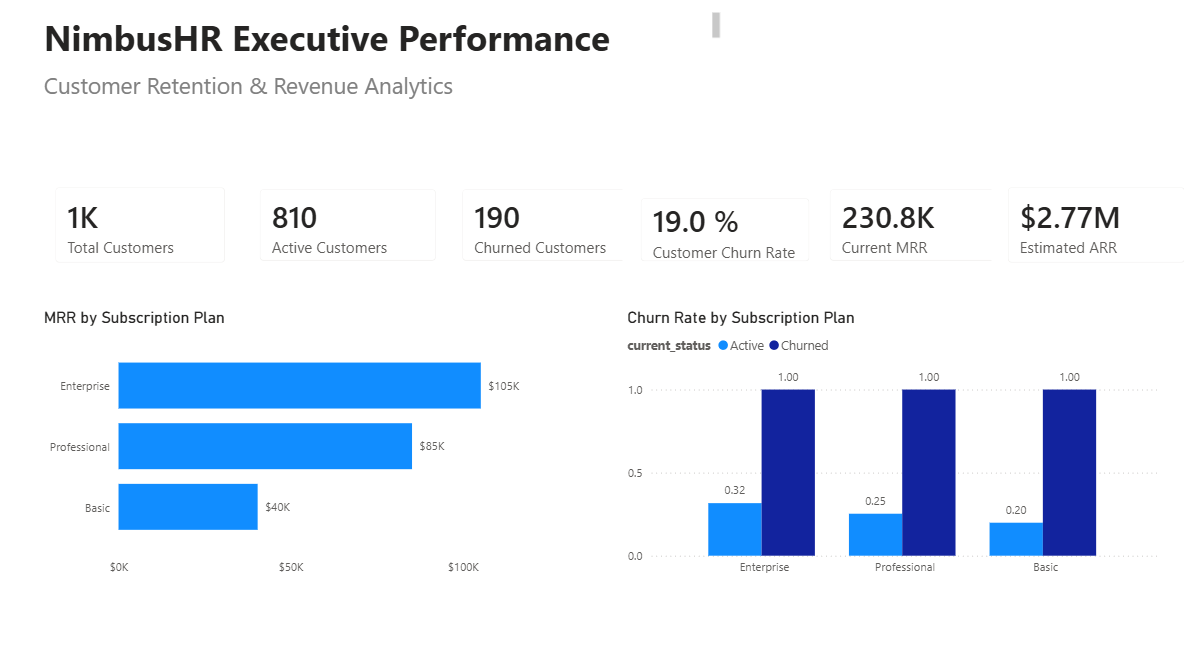 NimbusHR Executive Performance
Customer Retention & Revenue Analytics
1K
Total Customers
810
Active Customers
190
Churned Customers
19.0 %
Customer Churn Rate
230.8K
Current MRR
$2.77M
Estimated ARR
MRR by Subscription Plan
Enterprise $105K
Professional $85K
Basic $40K
$0K $50K $100K
Churn Rate by Subscription Plan
current_status Active Churned
1.00 1.00 1.00
1.0
0.32 0.25 0.20
0.5
0.0
Enterprise Professional Basic